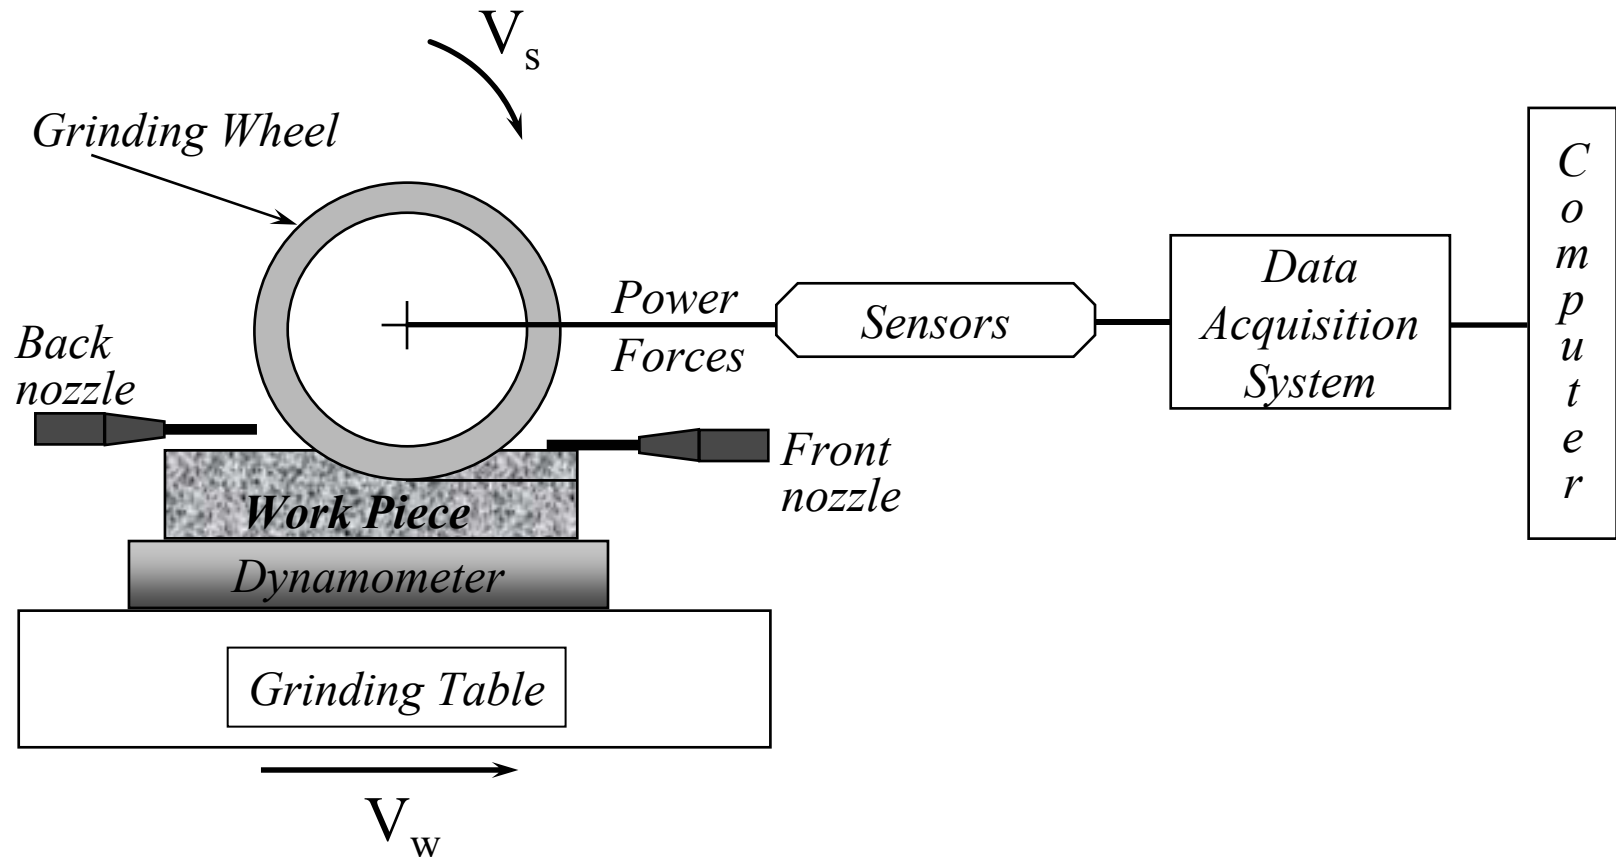 Vs
Grinding Wheel
Power
Forces
Sensors
Data
Acquisition
System
Computer
Back
nozzle
Front
nozzle
Work Piece
Dynamometer
Grinding Table
Vw